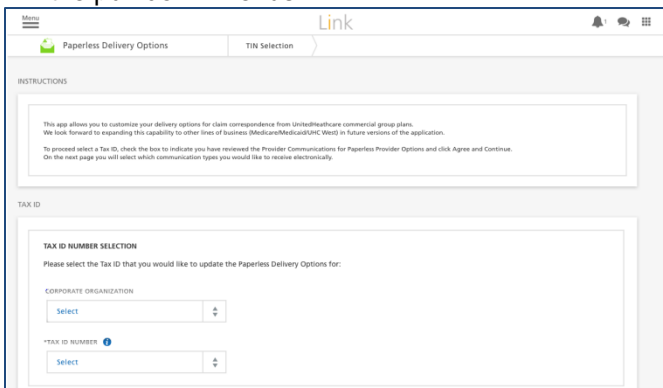 Menu
Link
1
Paperless Delivery Options
TIN Selection
INSTRUCTIONS
This app allows you to customize your delivery options for claim correspondence from UnitedHealthcare commercial group plans.
We look forward to expanding this capability to other lines of business (Medicare/Medicaid/UHC West) in future versions of the application.
To proceed select a Tax ID, check the box to indicate you have reviewed the Provider Communications for Paperless Provider Options and click Agree and Continue.
On the next page you will select which communication types you would like to receive electronically.
TAX ID
TAX ID NUMBER SELECTION
Please select the Tax ID that you would like to update the Paperless Delivery Options for:
CORPORATE ORGANIZATION
Select
*TAX ID NUMBER
Select